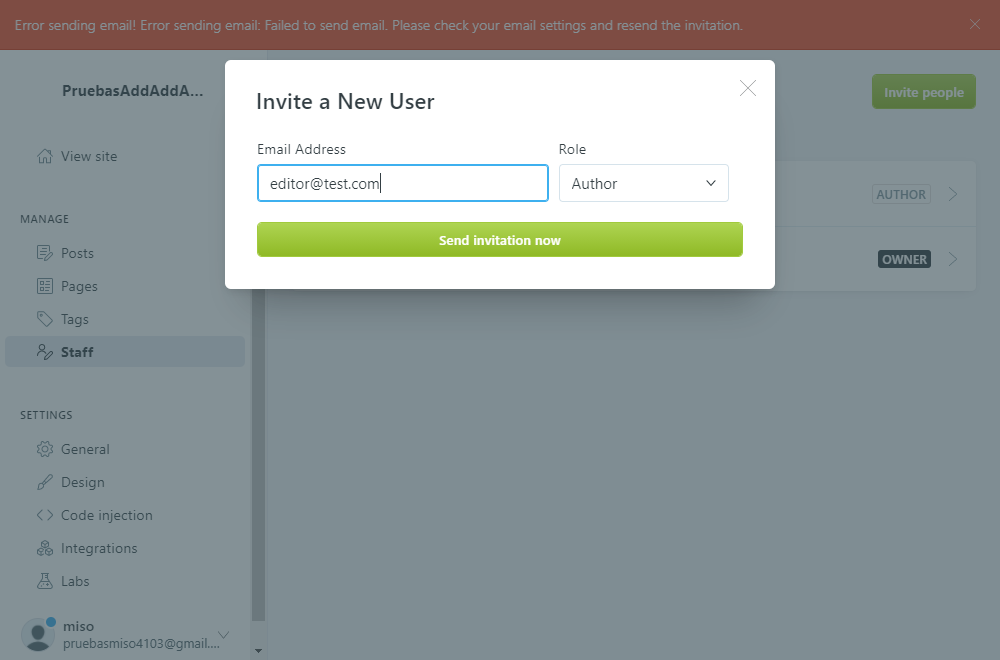 Error sending email! Error sending email: Failed to send email. Please check your email settings and resend the invitation.
PruebasAddAddA...
Invite people
Invite a New User
Email Address
Role
editor@test.com
Author
Send invitation now
View site
MANAGE
Posts
Pages
Tags
Staff
AUTHOR
OWNER
SETTINGS
General
Design
Code injection
Integrations
Labs
miso
pruebasmiso4103@gmail....